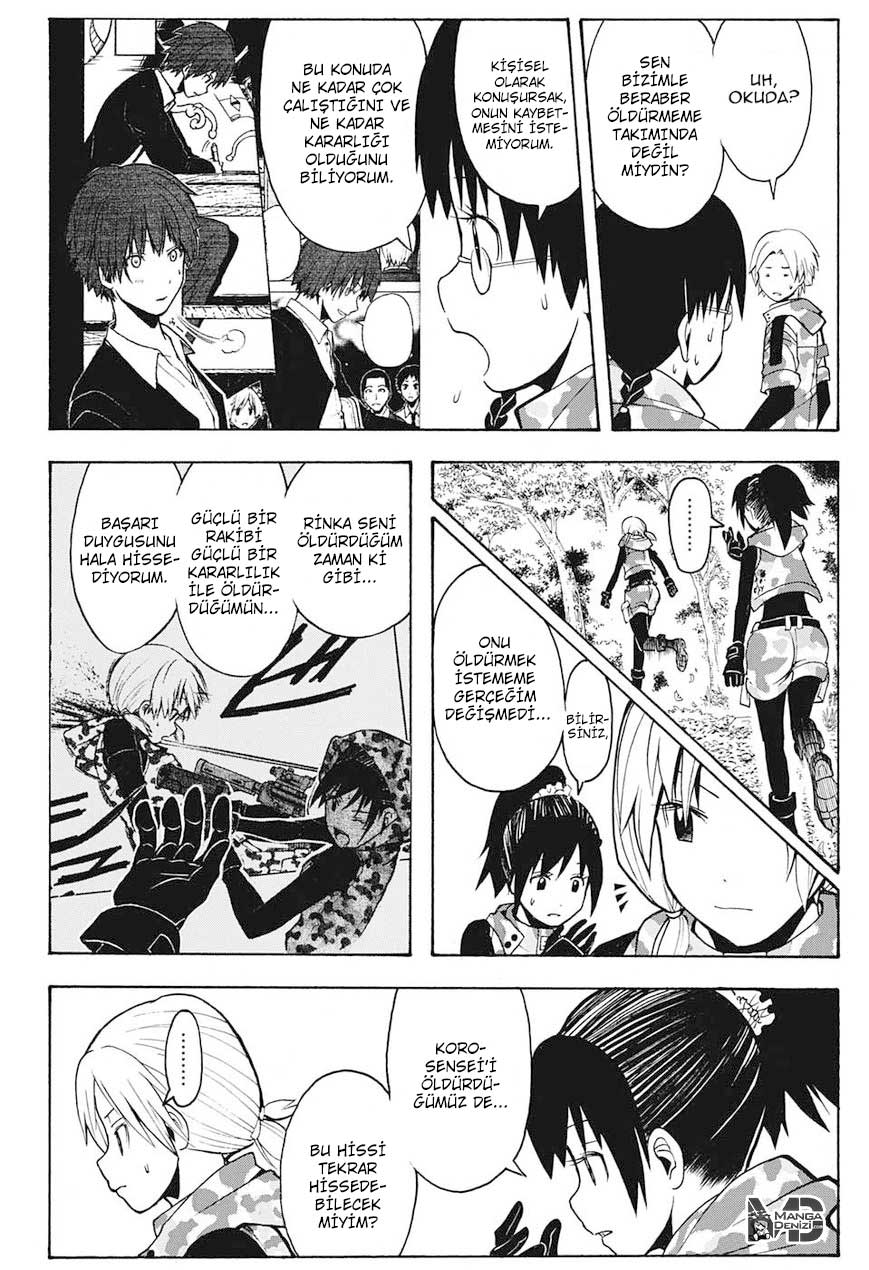 UH,
OKUDA?
SEN
BİZİMLE
BERABER
ÖLDÜRMEME
TAKIMINDA
DEĞİL
MİYDİN?
KİŞİSEL
OLARAK
KONUŞURSAK,
ONUN KAYBET-
MESİNİ İSTE-
MİYORUM.
BU KONUDA
NE KADAR ÇOK
ÇALIŞTIĞINI VE
NE KADAR
KARARLIĞI
OLDUĞUNU
BİLİYORUM.
........
BİLİR-
SİNİZ,
ONU
ÖLDÜRMEK
İSTEMEME
GERÇEĞİM
DEĞİŞMEDİ...
RİNKA SENİ
ÖLDÜRDÜĞÜM
ZAMAN Kİ
GİBİ...
GÜÇLÜ BİR
RAKİBİ
GÜÇLÜ BİR
KARARLILIK
İLE ÖLDÜR-
DÜĞÜMÜN...
BAŞARI
DUYGUSUNU
HALA HİSSE-
DİYORUM.
KORO-
SENSEİ'İ
ÖLDÜRDÜ-
ĞÜMÜZ DE...
BU HİSSİ
TEKRAR
HİSSEDE-
BİLECEK
MİYİM?
........
MANGA
DENİZİ.com